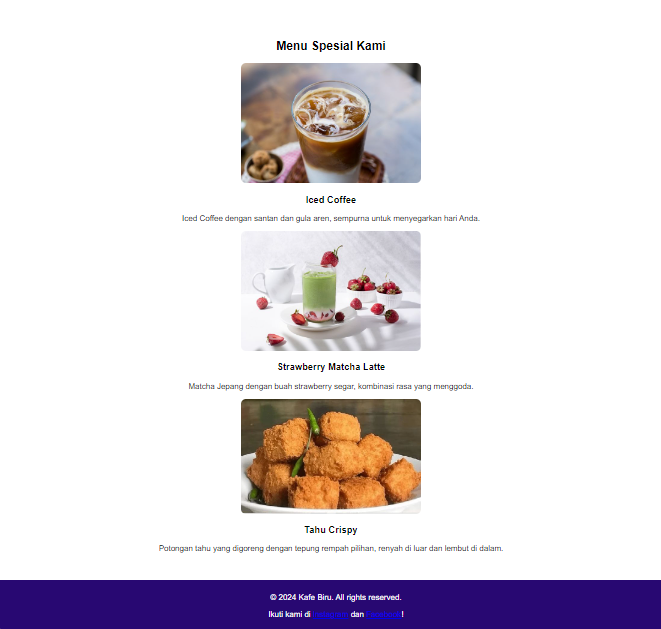 Menu Spesial Kami
Iced Coffee
Iced Coffee dengan santan dan gula aren, sempurna untuk menyegarkan hari Anda.
Strawberry Matcha Latte
Matcha Jepang dengan buah strawberry segar, kombinasi rasa yang menggoda.
Tahu Crispy
Potongan tahu yang digoreng dengan tepung rempah pilihan, renyah di luar dan lembut di dalam.
© 2024 Kafe Biru. All rights reserved.
Ikuti kami di dan !